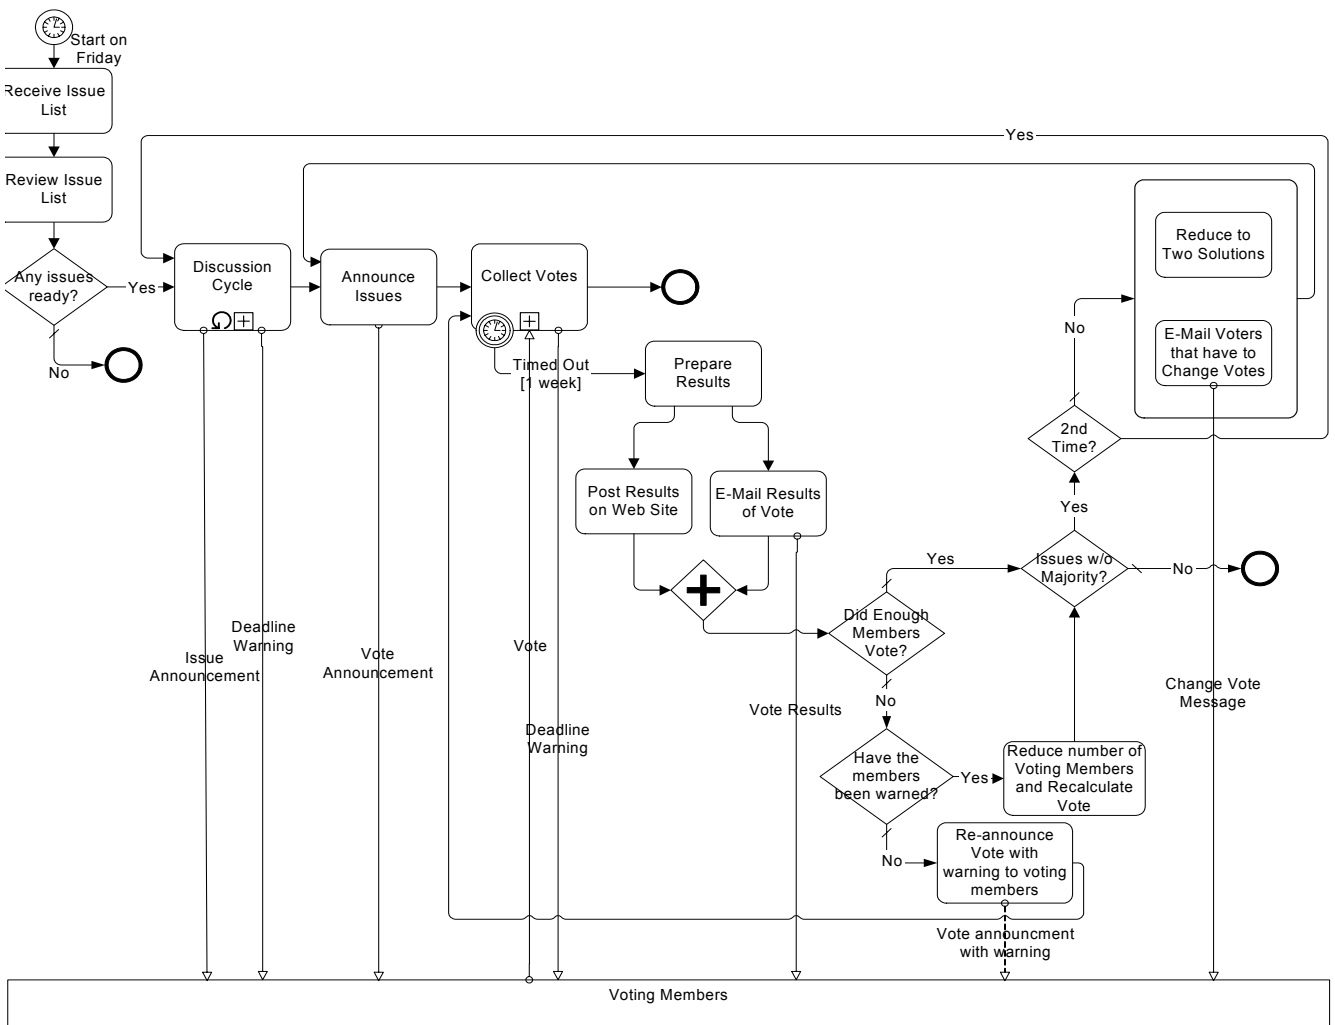 Start on
Friday
Receive Issue
List
Yes
Review Issue
List
Reduce to
Two Solutions
Any issues
ready?
Yes
Discussion
Cycle
Announce
Issues
Collect Votes
No
E-Mail Voters
that have to
Change Votes
No
Timed Out
[1 week]
Prepare
Results
2nd
Time?
Post Results
on Web Site
E-Mail Results
of Vote
Yes
Yes
Issues w/o
Majority?
No
Did Enough
Members
Vote?
Deadline
Warning
Issue
Announcement
Vote
Announcement
Vote
Deadline
Warning
Vote Results
No
Change Vote
Message
Have the
members
been warned?
Yes
Reduce number of
Voting Members
and Recalculate
Vote
No
Re-announce
Vote with
warning to voting
members
Vote announcment
with warning
Voting Members